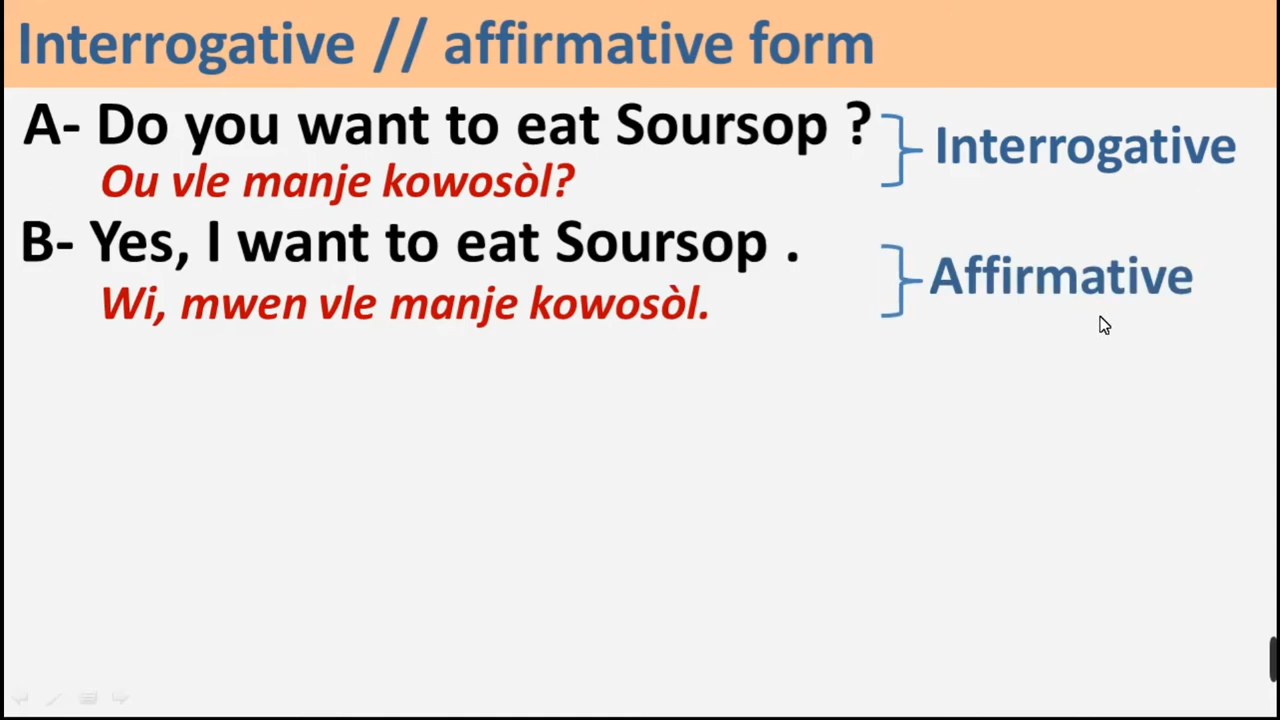 Interrogative // affirmative form
A- Do you want to eat Soursop ?
Interrogative
Ou vle manje kowosòl?
B- Yes, I want to eat Soursop .
Affirmative
Wi, mwen vle manje kowosòl.